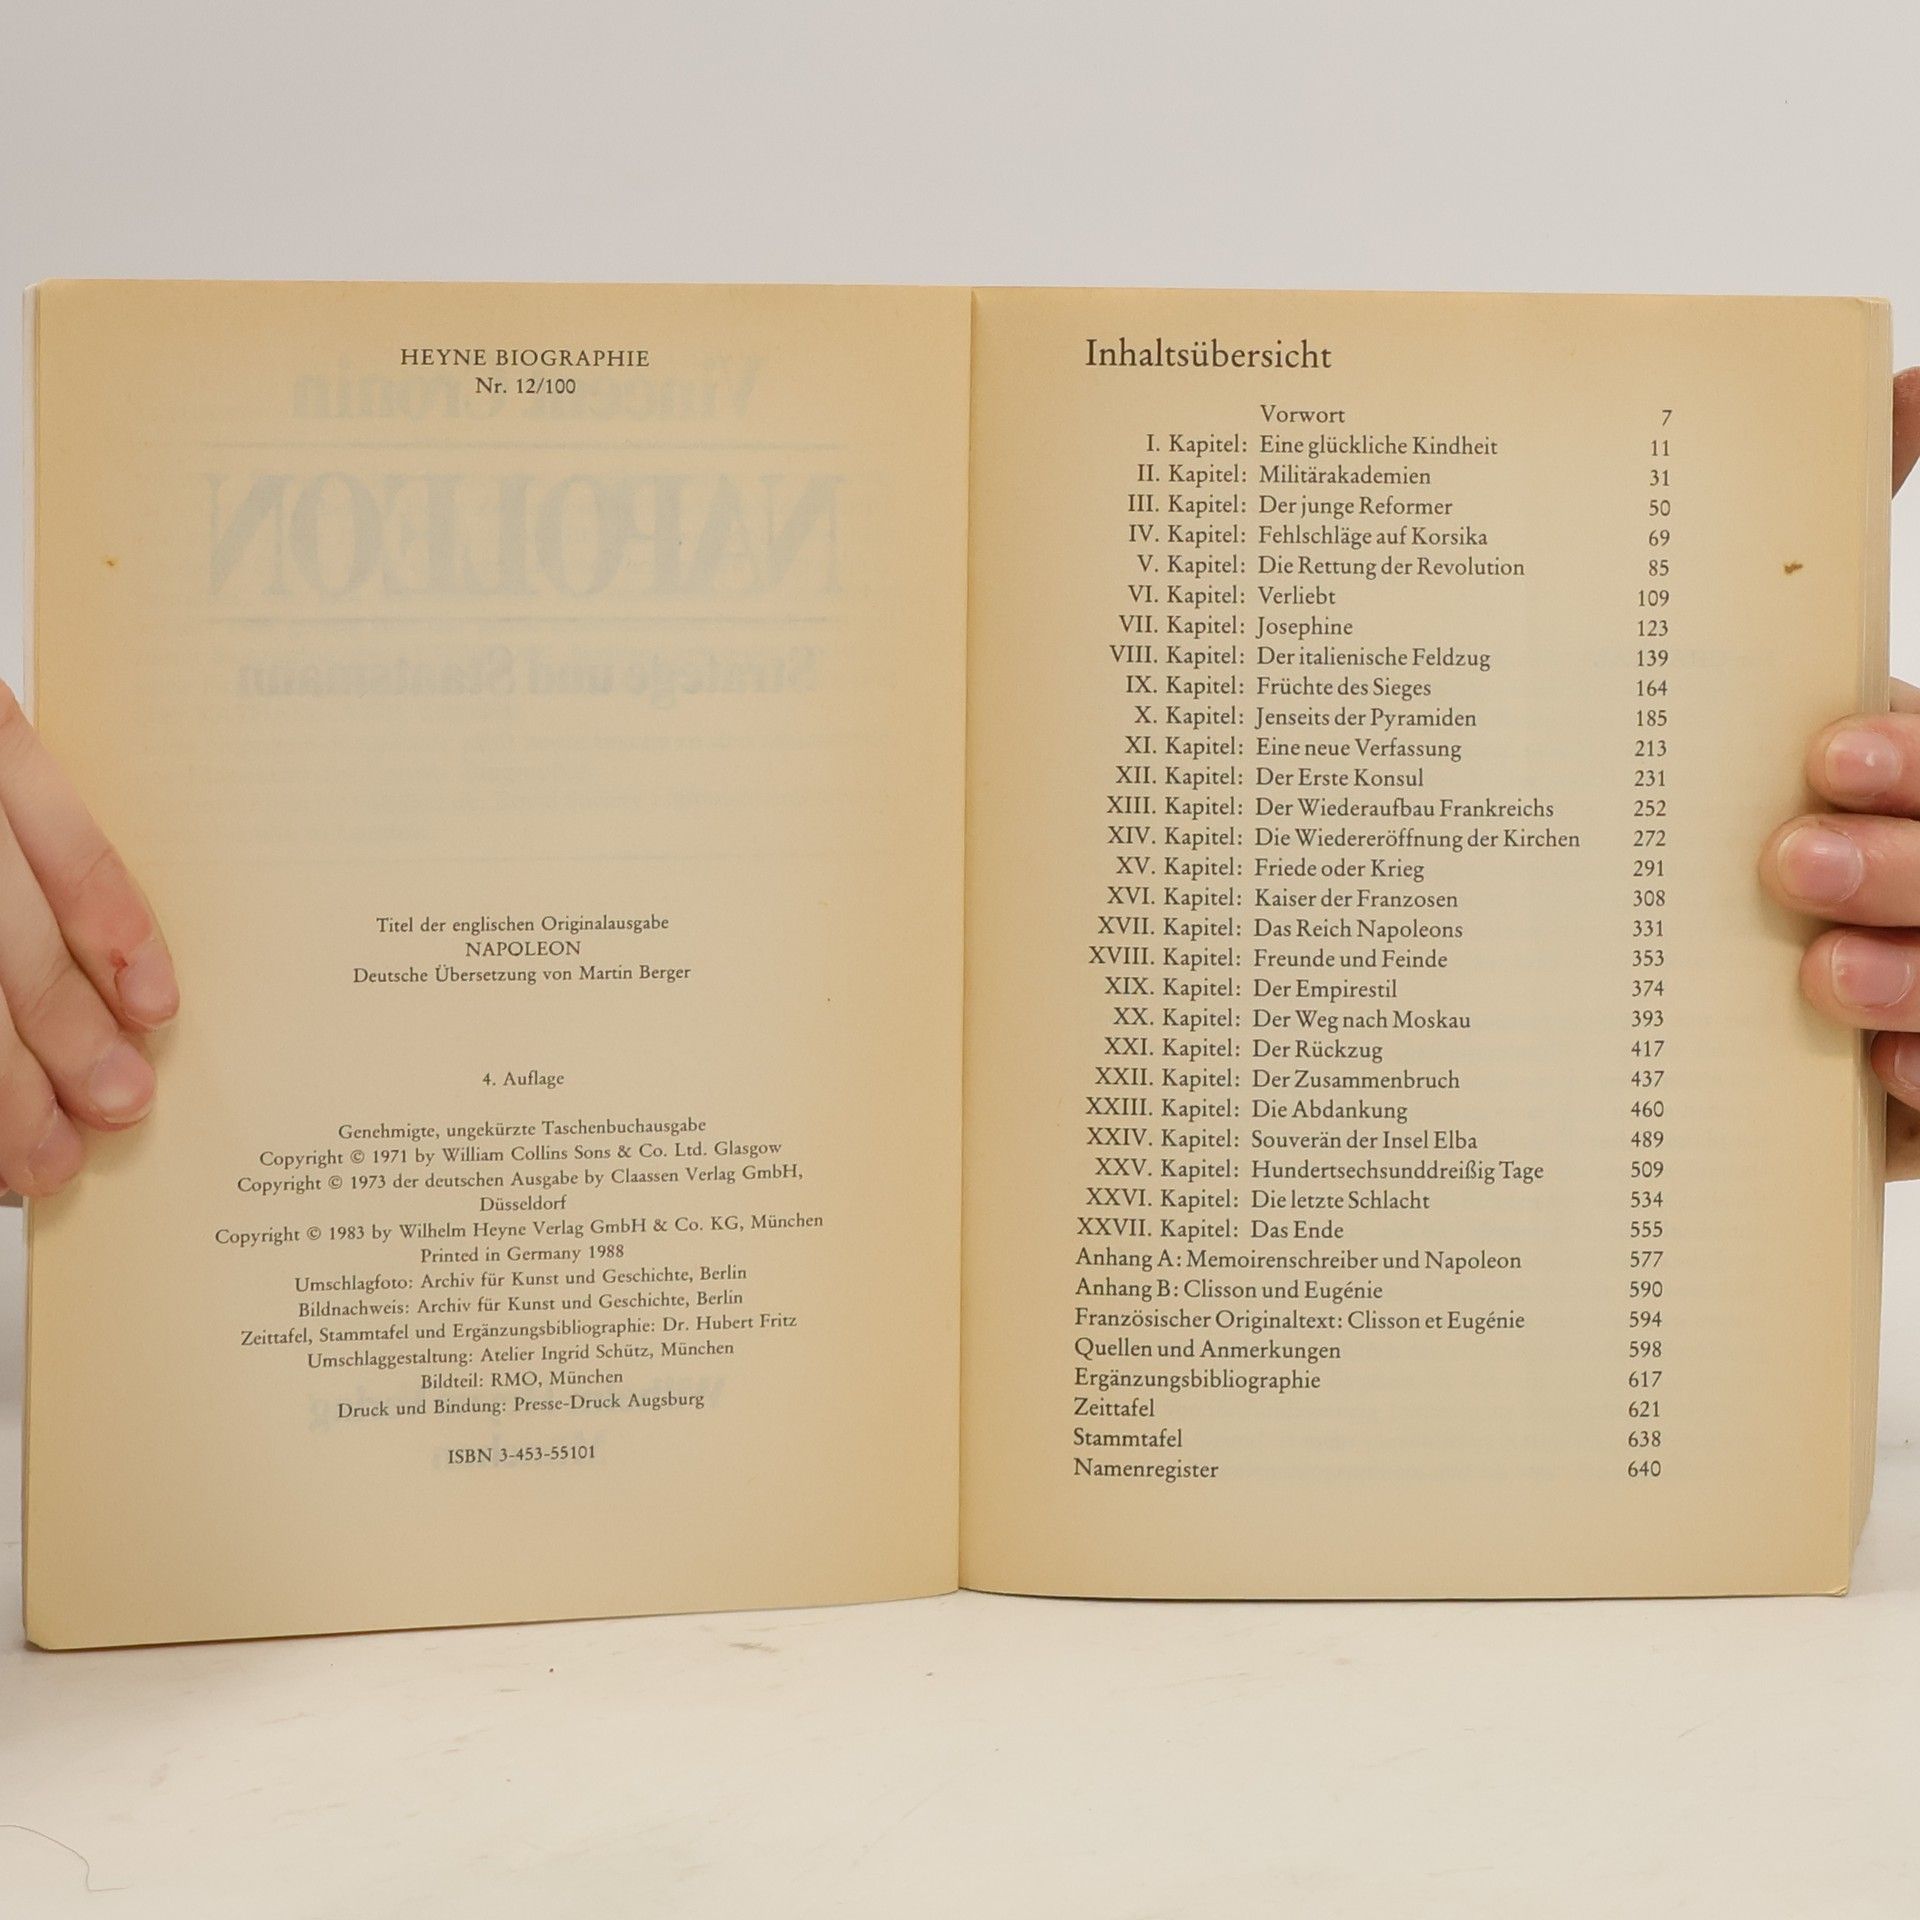 HEYNE BIOGRAPHIE
Nr. 12/100
Titel der englischen Originalausgabe
NAPOLEON
Deutsche Übersetzung von Martin Berger
4. Auflage
Genehmigte, ungekürzte Taschenbuchausgabe
Copyright © 1971 by William Collins Sons & Co. Ltd. Glasgow
Copyright © 1973 der deutschen Ausgabe by Claassen Verlag GmbH,
Düsseldorf
Copyright © 1983 by Wilhelm Heyne Verlag GmbH & Co. KG, München
Printed in Germany 1988
Umschlagfoto: Archiv für Kunst und Geschichte, Berlin
Bildnachweis: Archiv für Kunst und Geschichte, Berlin
Zeittafel, Stammtafel und Ergänzungsbibliographie: Dr. Hubert Fritz
Umschlaggestaltung: Atelier Ingrid Schütz, München
Bildteil: RMO, München
Druck und Bindung: Presse-Druck Augsburg
ISBN 3-453-55101
Inhaltsübersicht
Vorwort 7
I. Kapitel: Eine glückliche Kindheit 11
II. Kapitel: Militärakademien 31
III. Kapitel: Der junge Reformer 50
IV. Kapitel: Fehlschläge auf Korsika 69
V. Kapitel: Die Rettung der Revolution 85
VI. Kapitel: Verliebt 109
VII. Kapitel: Josephine 123
VIII. Kapitel: Der italienische Feldzug 139
IX. Kapitel: Früchte des Sieges 164
X. Kapitel: Jenseits der Pyramiden 185
XI. Kapitel: Eine neue Verfassung 213
XII. Kapitel: Der Erste Konsul 231
XIII. Kapitel: Der Wiederaufbau Frankreichs 252
XIV. Kapitel: Die Wiedereröffnung der Kirchen 272
XV. Kapitel: Friede oder Krieg 291
XVI. Kapitel: Kaiser der Franzosen 308
XVII. Kapitel: Das Reich Napoleons 331
XVIII. Kapitel: Freunde und Feinde 353
XIX. Kapitel: Der Empirestil 374
XX. Kapitel: Der Weg nach Moskau 393
XXI. Kapitel: Der Rückzug 417
XXII. Kapitel: Der Zusammenbruch 437
XXIII. Kapitel: Die Abdankung 460
XXIV. Kapitel: Souverän der Insel Elba 489
XXV. Kapitel: Hundertsechsunddreißig Tage 509
XXVI. Kapitel: Die letzte Schlacht 534
XXVII. Kapitel: Das Ende 555
Anhang A: Memoirenschreiber und Napoleon 577
Anhang B: Clisson und Eugénie 590
Französischer Originaltext: Clisson et Eugénie 594
Quellen und Anmerkungen 598
Ergänzungsbibliographie 617
Zeittafel 621
Stammtafel 638
Namenregister 640